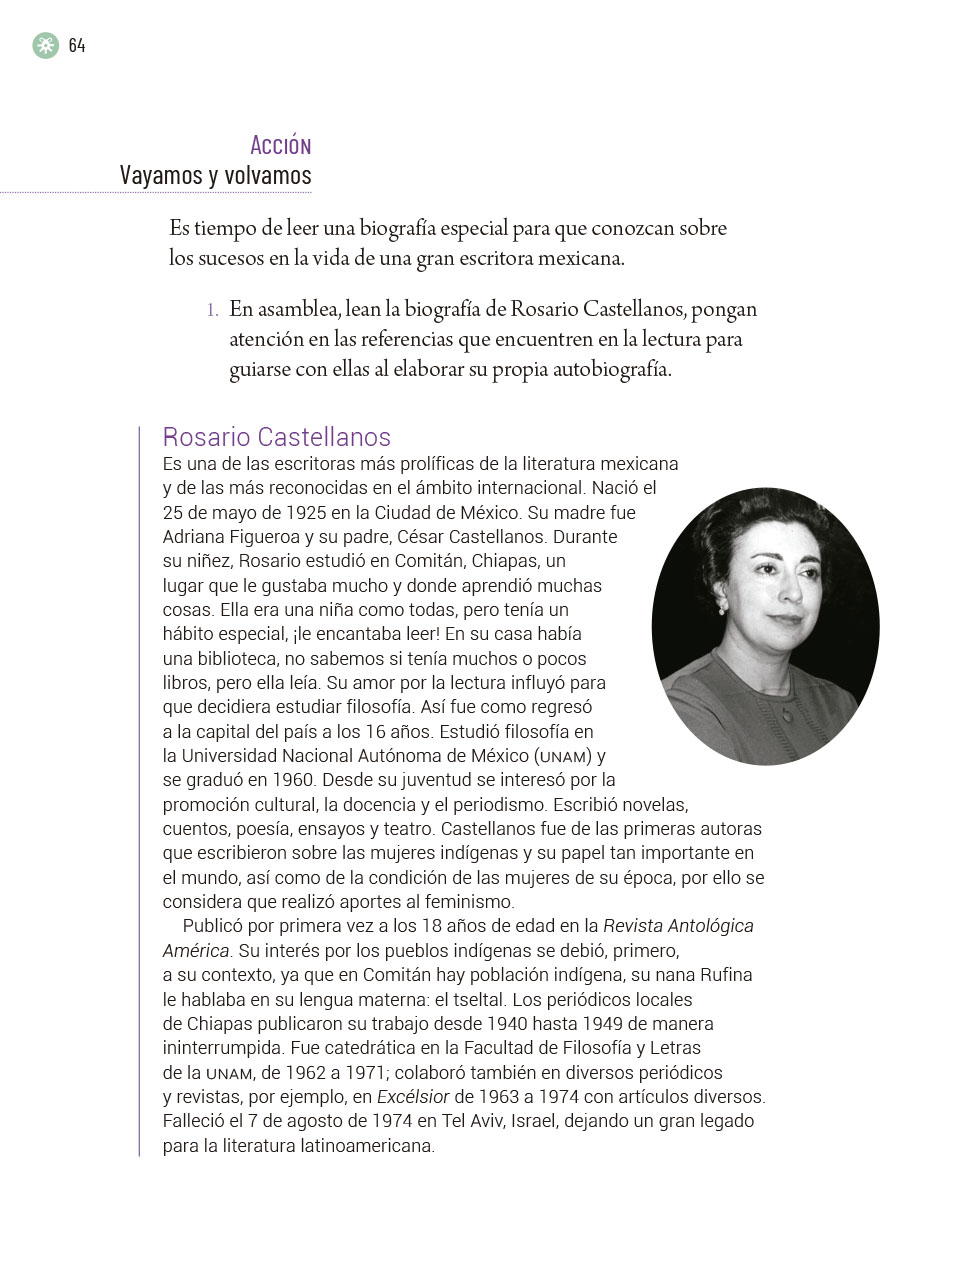 64
Acción
Vayamos y volvamos
Es tiempo de leer una biografía especial para que conozcan sobre
los sucesos en la vida de una gran escritora mexicana.
1. En asamblea, lean la biografía de Rosario Castellanos, pongan
atención en las referencias que encuentren en la lectura para
guiarse con ellas al elaborar su propia autobiografía.
Rosario Castellanos
Es una de las escritoras más prolíficas de la literatura mexicana
y de las más reconocidas en el ámbito internacional. Nació el
25 de mayo de 1925 en la Ciudad de México. Su madre fue
Adriana Figueroa y su padre, César Castellanos. Durante
su niñez, Rosario estudió en Comitán, Chiapas, un
lugar que le gustaba mucho y donde aprendió muchas
cosas. Ella era una niña como todas, pero tenía un
hábito especial, ¡le encantaba leer! En su casa había
una biblioteca, no sabemos si tenía muchos o pocos
libros, pero ella leía. Su amor por la lectura influyó para
que decidiera estudiar filosofía. Así fue como regresó
a la capital del país a los 16 años. Estudió filosofía en
la Universidad Nacional Autónoma de México (UNAM) y
se graduó en 1960. Desde su juventud se interesó por la
promoción cultural, la docencia y el periodismo. Escribió novelas,
cuentos, poesía, ensayos y teatro. Castellanos fue de las primeras autoras
que escribieron sobre las mujeres indígenas y su papel tan importante en
el mundo, así como de la condición de las mujeres de su época, por ello se
considera que realizó aportes al feminismo.
Publicó por primera vez a los 18 años de edad en la Revista Antológica
América. Su interés por los pueblos indígenas se debió, primero,
a su contexto, ya que en Comitán hay población indígena, su nana Rufina
le hablaba en su lengua materna: el tseltal. Los periódicos locales
de Chiapas publicaron su trabajo desde 1940 hasta 1949 de manera
ininterrumpida. Fue catedrática en la Facultad de Filosofía y Letras
de la UNAM, de 1962 a 1971; colaboró también en diversos periódicos
y revistas, por ejemplo, en Excélsior de 1963 a 1974 con artículos diversos.
Falleció el 7 de agosto de 1974 en Tel Aviv, Israel, dejando un gran legado
para la literatura latinoamericana.